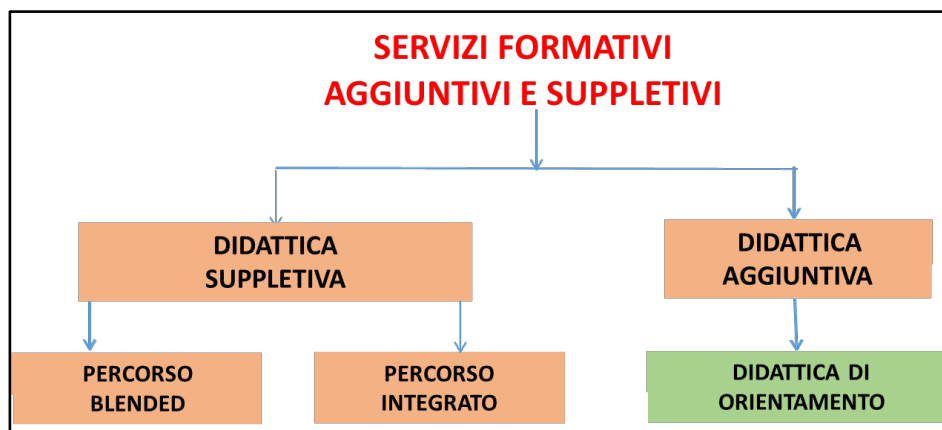 SERVIZI FORMATIVI
AGGIUNTIVI E SUPPLETIVI
DIDATTICA
SUPPLETIVA
DIDATTICA
AGGIUNTIVA
PERCORSO
BLENDED
PERCORSO
INTEGRATO
DIDATTICA DI
ORIENTAMENTO